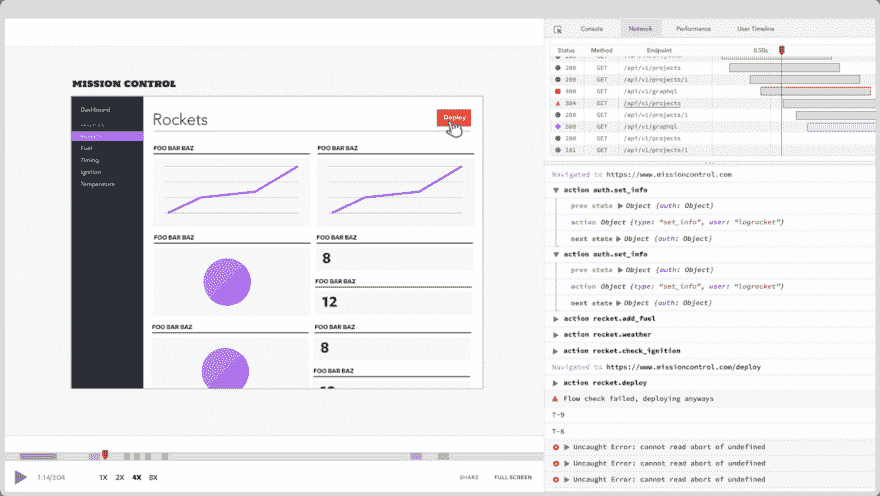 MISSION CONTROL
Dashboard
Fuel
Timing
Ignition
Temperature
Rockets
Deploy
FOO BAR BAZ
FOO BAR BAZ
FOO BAR BAZ
FOO BAR BAZ
8
FOO BAR BAZ
12
FOO BAR BAZ
FOO BAR BAZ
8
FOO BAR BAZ
1:14/3:04
1X 2X 4X 8X
SHARE
FULL SCREEN
Console
Network
Performance
User Timeline
Status Method Endpoint 0.50s
200 GET /api/v1/projects
200 GET /api/v1/projects/1
400 GET /api/v1/graphql
304 GET /api/v1/projects
200 GET /api/v1/projects/1
500 GET /api/v1/graphql
200 GET /api/v1/projects
101 GET /api/v1/projects/1
Navigated to https://www.missioncontrol.com
action auth.set_info
prev state Object {auth: Object}
action Object {type: "set_info", user: "logrocket"}
next state Object {auth: Object}
action auth.set_info
prev state Object {auth: Object}
action Object {type: "set_info", user: "logrocket"}
next state Object {auth: Object}
action rocket.add_fuel
action rocket.weather
action rocket.check_ignition
Navigated to https://www.missioncontrol.com/deploy
action rocket.deploy
Flow check failed, deploying anyways
T-9
T-8
Uncaught Error: cannot read abort of undefined
Uncaught Error: cannot read abort of undefined
Uncaught Error: cannot read abort of undefined